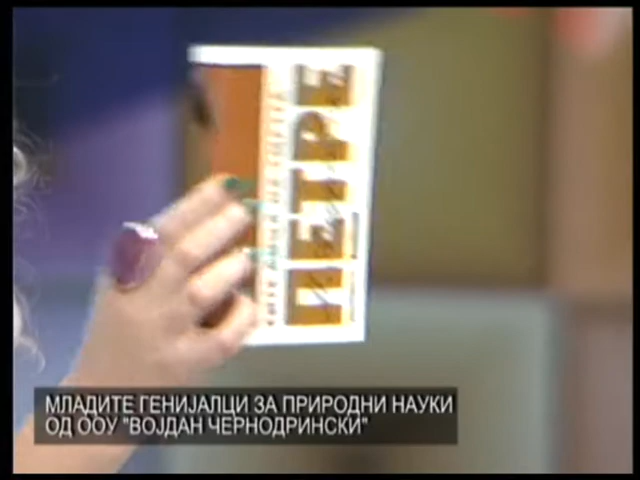 ПЕТРЕ
МЛАДИТЕ ГЕНИЈАЛЦИ ЗА ПРИРОДНИ НАУКИ
ОД ООУ "ВОЈДАН ЧЕРНОДРИНСКИ"